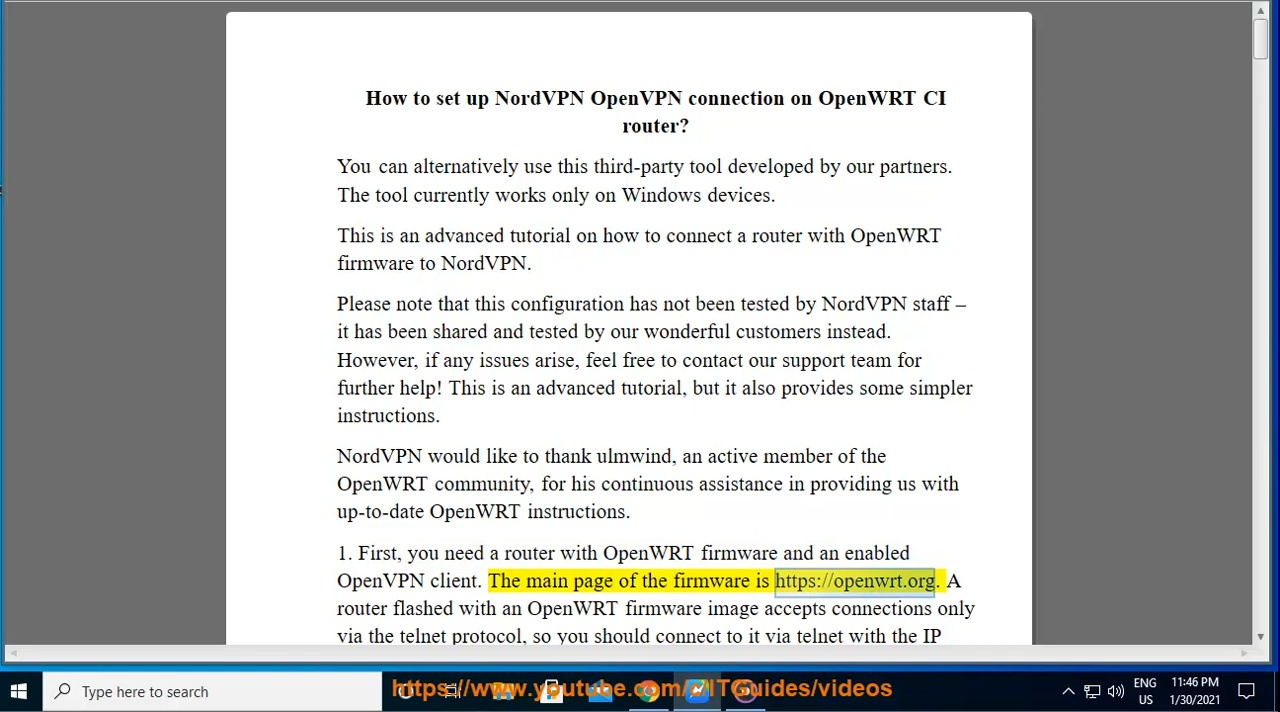 How to set up NordVPN OpenVPN connection on OpenWRT CI
router?
You can alternatively use this third-party tool developed by our partners.
The tool currently works only on Windows devices.
This is an advanced tutorial on how to connect a router with OpenWRT
firmware to NordVPN.
Please note that this configuration has not been tested by NordVPN staff –
it has been shared and tested by our wonderful customers instead.
However, if any issues arise, feel free to contact our support team for
further help! This is an advanced tutorial, but it also provides some simpler
instructions.
NordVPN would like to thank ulmwind, an active member of the
OpenWRT community, for his continuous assistance in providing us with
up-to-date OpenWRT instructions.
1. First, you need a router with OpenWRT firmware and an enabled
OpenVPN client. The main page of the firmware is https://openwrt.org. A
router flashed with an OpenWRT firmware image accepts connections only
via the telnet protocol, so you should connect to it via telnet with the IP
Type here to search
https://www.youtube.com/@ITGuides/videos
ENG
US
11:46 PM
1/30/2021